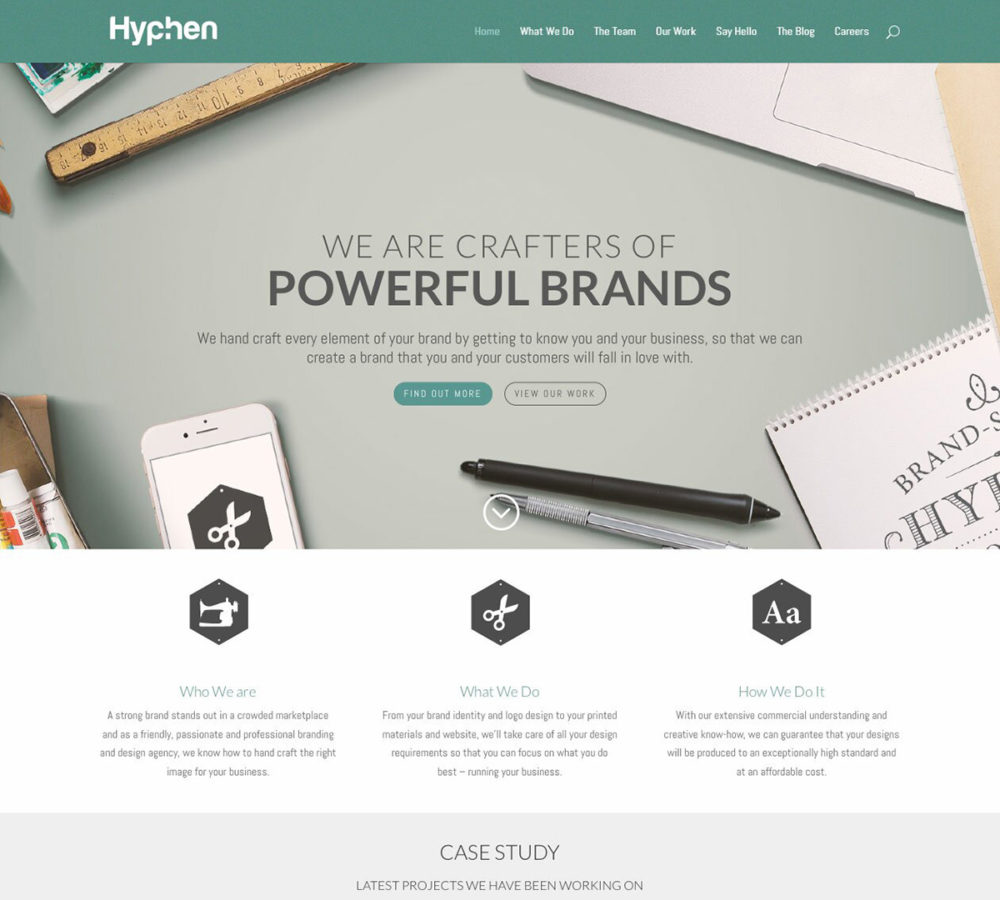 Hyphen
Home What We Do The Team Our Work Say Hello The Blog Careers
WE ARE CRAFTERS OF
POWERFUL BRANDS
We hand craft every element of your brand by getting to know you and your business, so that we can
create a brand that you and your customers will fall in love with.
FIND OUT MORE VIEW OUR WORK
BRAND-S
HYP
Aa
Who We are
A strong brand stands out in a crowded marketplace
and as a friendly, passionate and professional branding
and design agency, we know how to hand craft the right
image for your business.
What We Do
From your brand identity and logo design to your printed
materials and website, we'll take care of all your design
requirements so that you can focus on what you do
best – running your business.
How We Do It
With our extensive commercial understanding and
creative know-how, we can guarantee that your designs
will be produced to an exceptionally high standard and
at an affordable cost.
CASE STUDY
LATEST PROJECTS WE HAVE BEEN WORKING ON